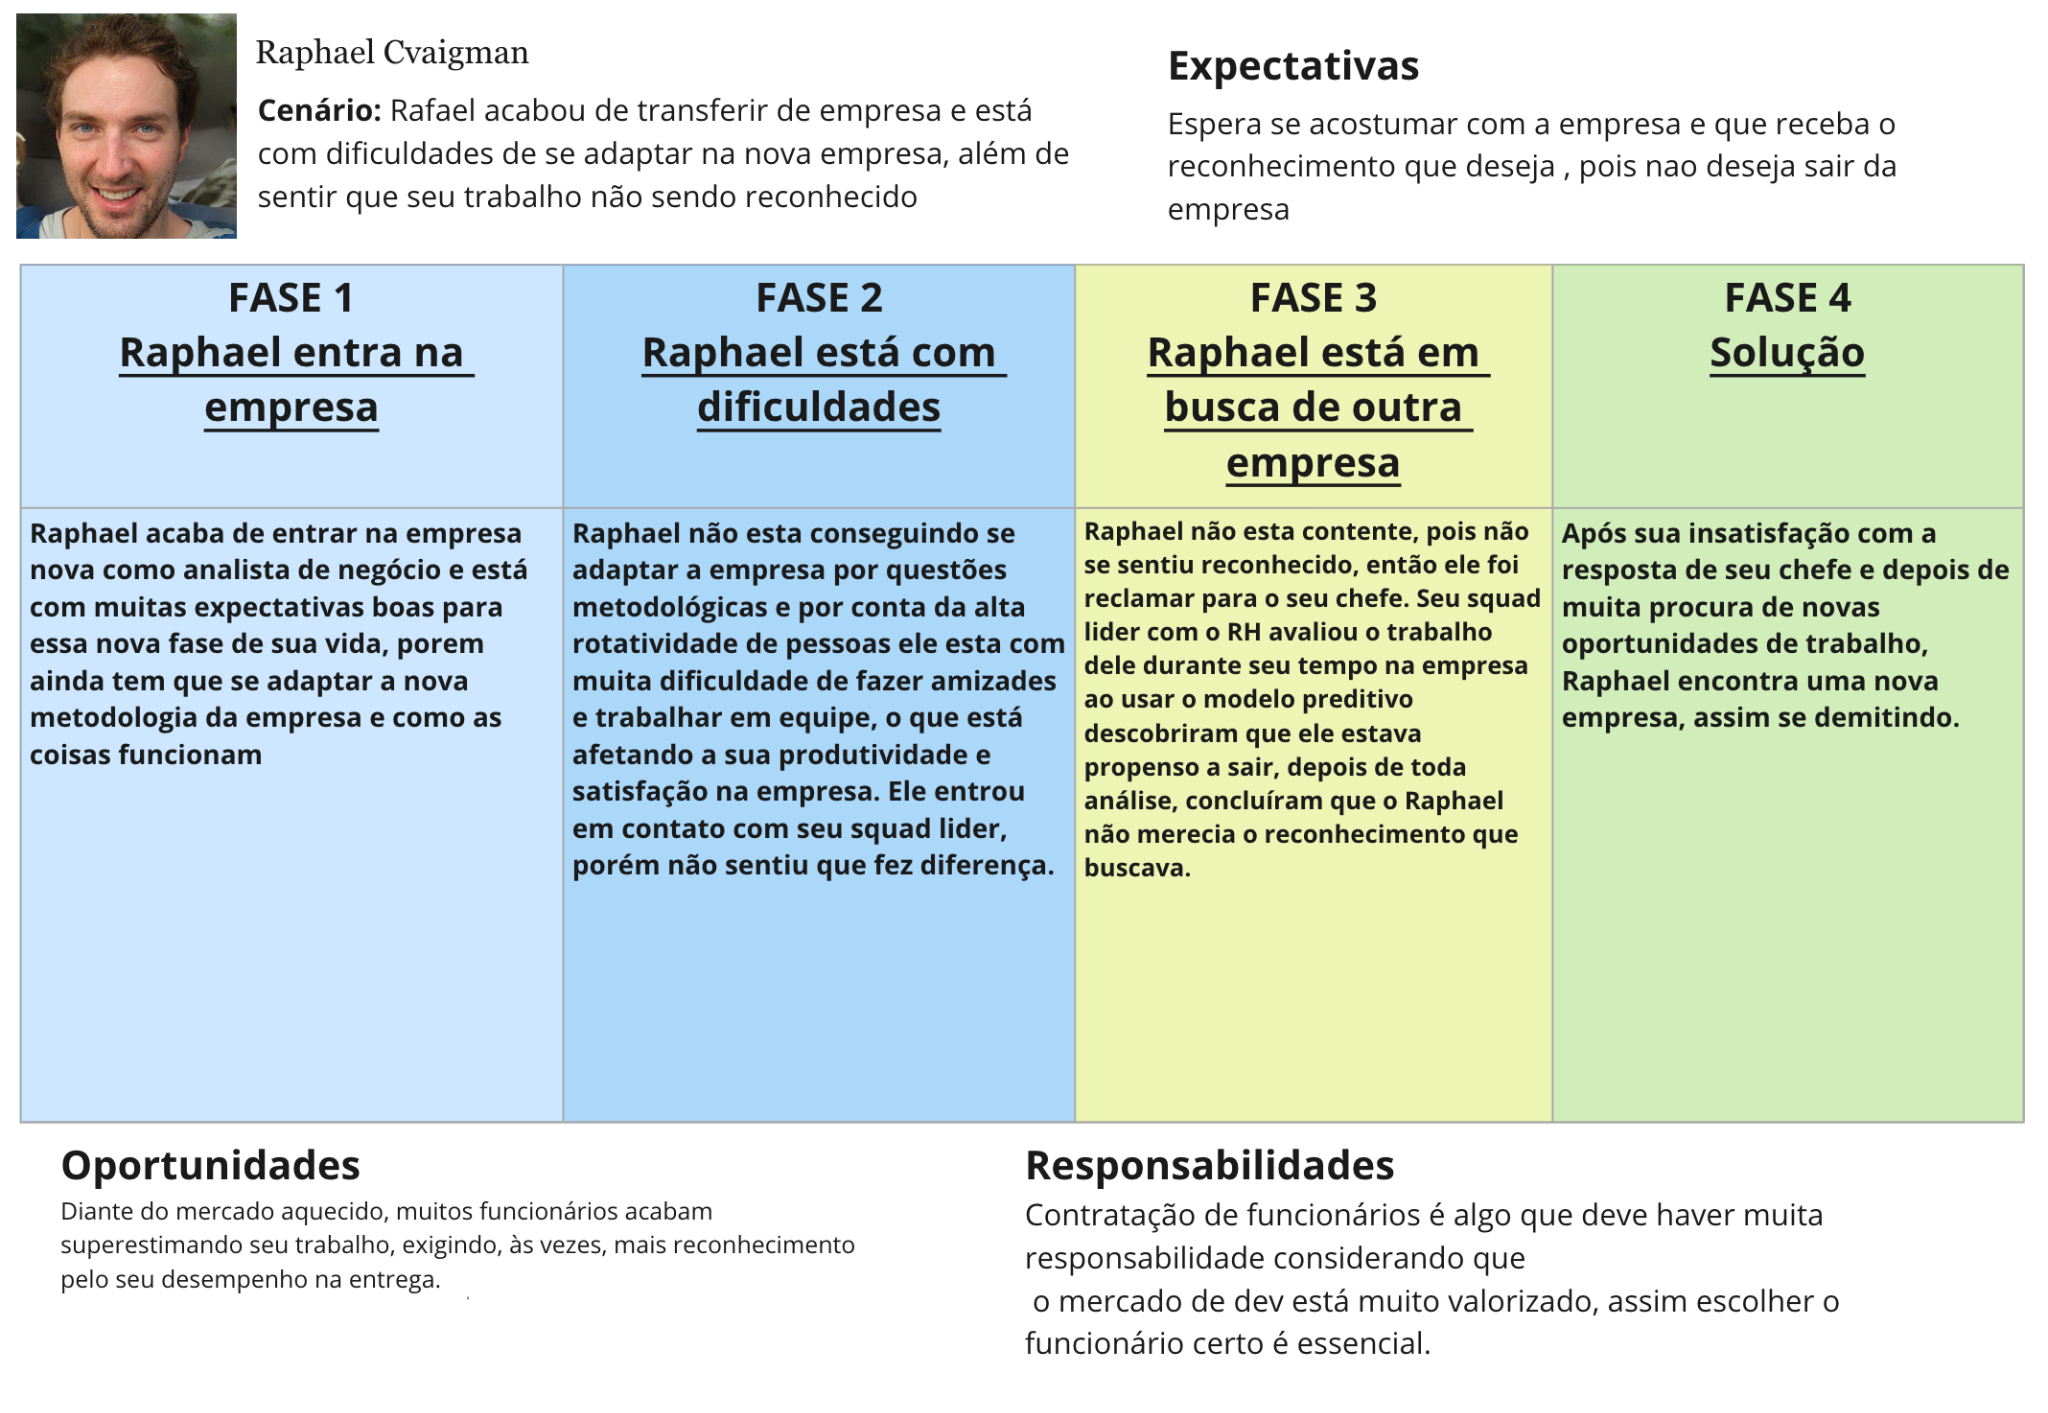 Raphael Cvaigman
Cenário: Rafael acabou de transferir de empresa e está
com dificuldades de se adaptar na nova empresa, além de
sentir que seu trabalho não sendo reconhecido
Expectativas
Espera se acostumar com a empresa e que receba o
reconhecimento que deseja , pois nao deseja sair da
empresa
FASE 1
Raphael entra na
empresa
FASE 2
Raphael está com
dificuldades
FASE 3
Raphael está em
busca de outra
empresa
FASE 4
Solução
Raphael acaba de entrar na empresa
nova como analista de negócio e está
com muitas expectativas boas para
essa nova fase de sua vida, porem
ainda tem que se adaptar a nova
metodologia da empresa e como as
coisas funcionam
Raphael não esta conseguindo se
adaptar a empresa por questões
metodológicas e por conta da alta
rotatividade de pessoas ele esta com
muita dificuldade de fazer amizades
e trabalhar em equipe, o que está
afetando a sua produtividade e
satisfação na empresa. Ele entrou
em contato com seu squad lider,
porém não sentiu que fez diferença.
Raphael não esta contente, pois não
se sentiu reconhecido, então ele foi
reclamar para o seu chefe. Seu squad
lider com o RH avaliou o trabalho
dele durante seu tempo na empresa
ao usar o modelo preditivo
descobriram que ele estava
propenso a sair, depois de toda
análise, concluíram que o Raphael
não merecia o reconhecimento que
buscava.
Após sua insatisfação com a
resposta de seu chefe e depois de
muita procura de novas
oportunidades de trabalho,
Raphael encontra uma nova
empresa, assim se demitindo.
Oportunidades
Diante do mercado aquecido, muitos funcionários acabam
superestimando seu trabalho, exigindo, às vezes, mais reconhecimento
pelo seu desempenho na entrega.
Responsabilidades
Contratação de funcionários é algo que deve haver muita
responsabilidade considerando que
o mercado de dev está muito valorizado, assim escolher o
funcionário certo é essencial.